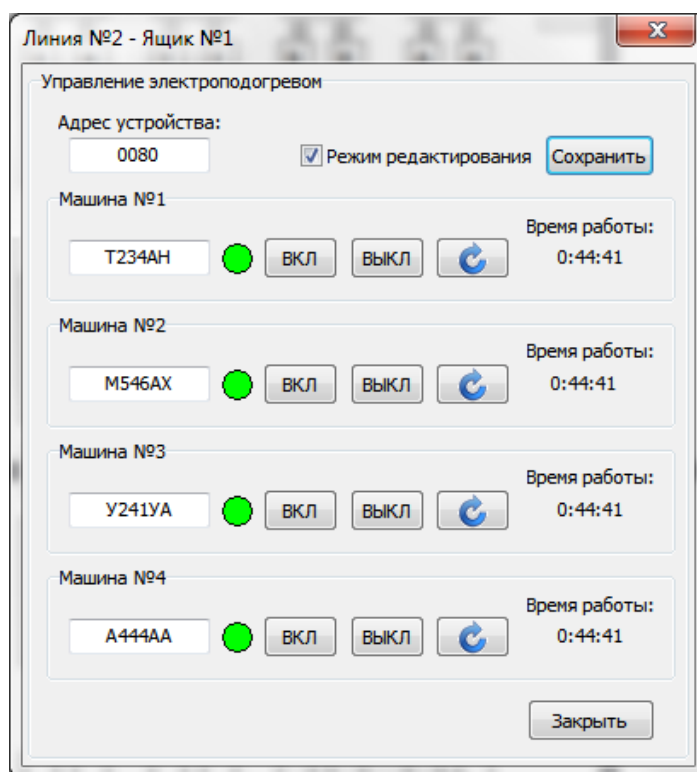 Линия №2 - Ящик №1
Управление электроподогревом
Адрес устройства:
0080
Режим редактирования
Сохранить
Машина №1
Время работы:
Т234АН
ВКЛ
ВЫКЛ
0:44:41
Машина №2
Время работы:
М546АХ
ВКЛ
ВЫКЛ
0:44:41
Машина №3
Время работы:
У241УА
ВКЛ
ВЫКЛ
0:44:41
Машина №4
Время работы:
А444АА
ВКЛ
ВЫКЛ
0:44:41
Закрыть